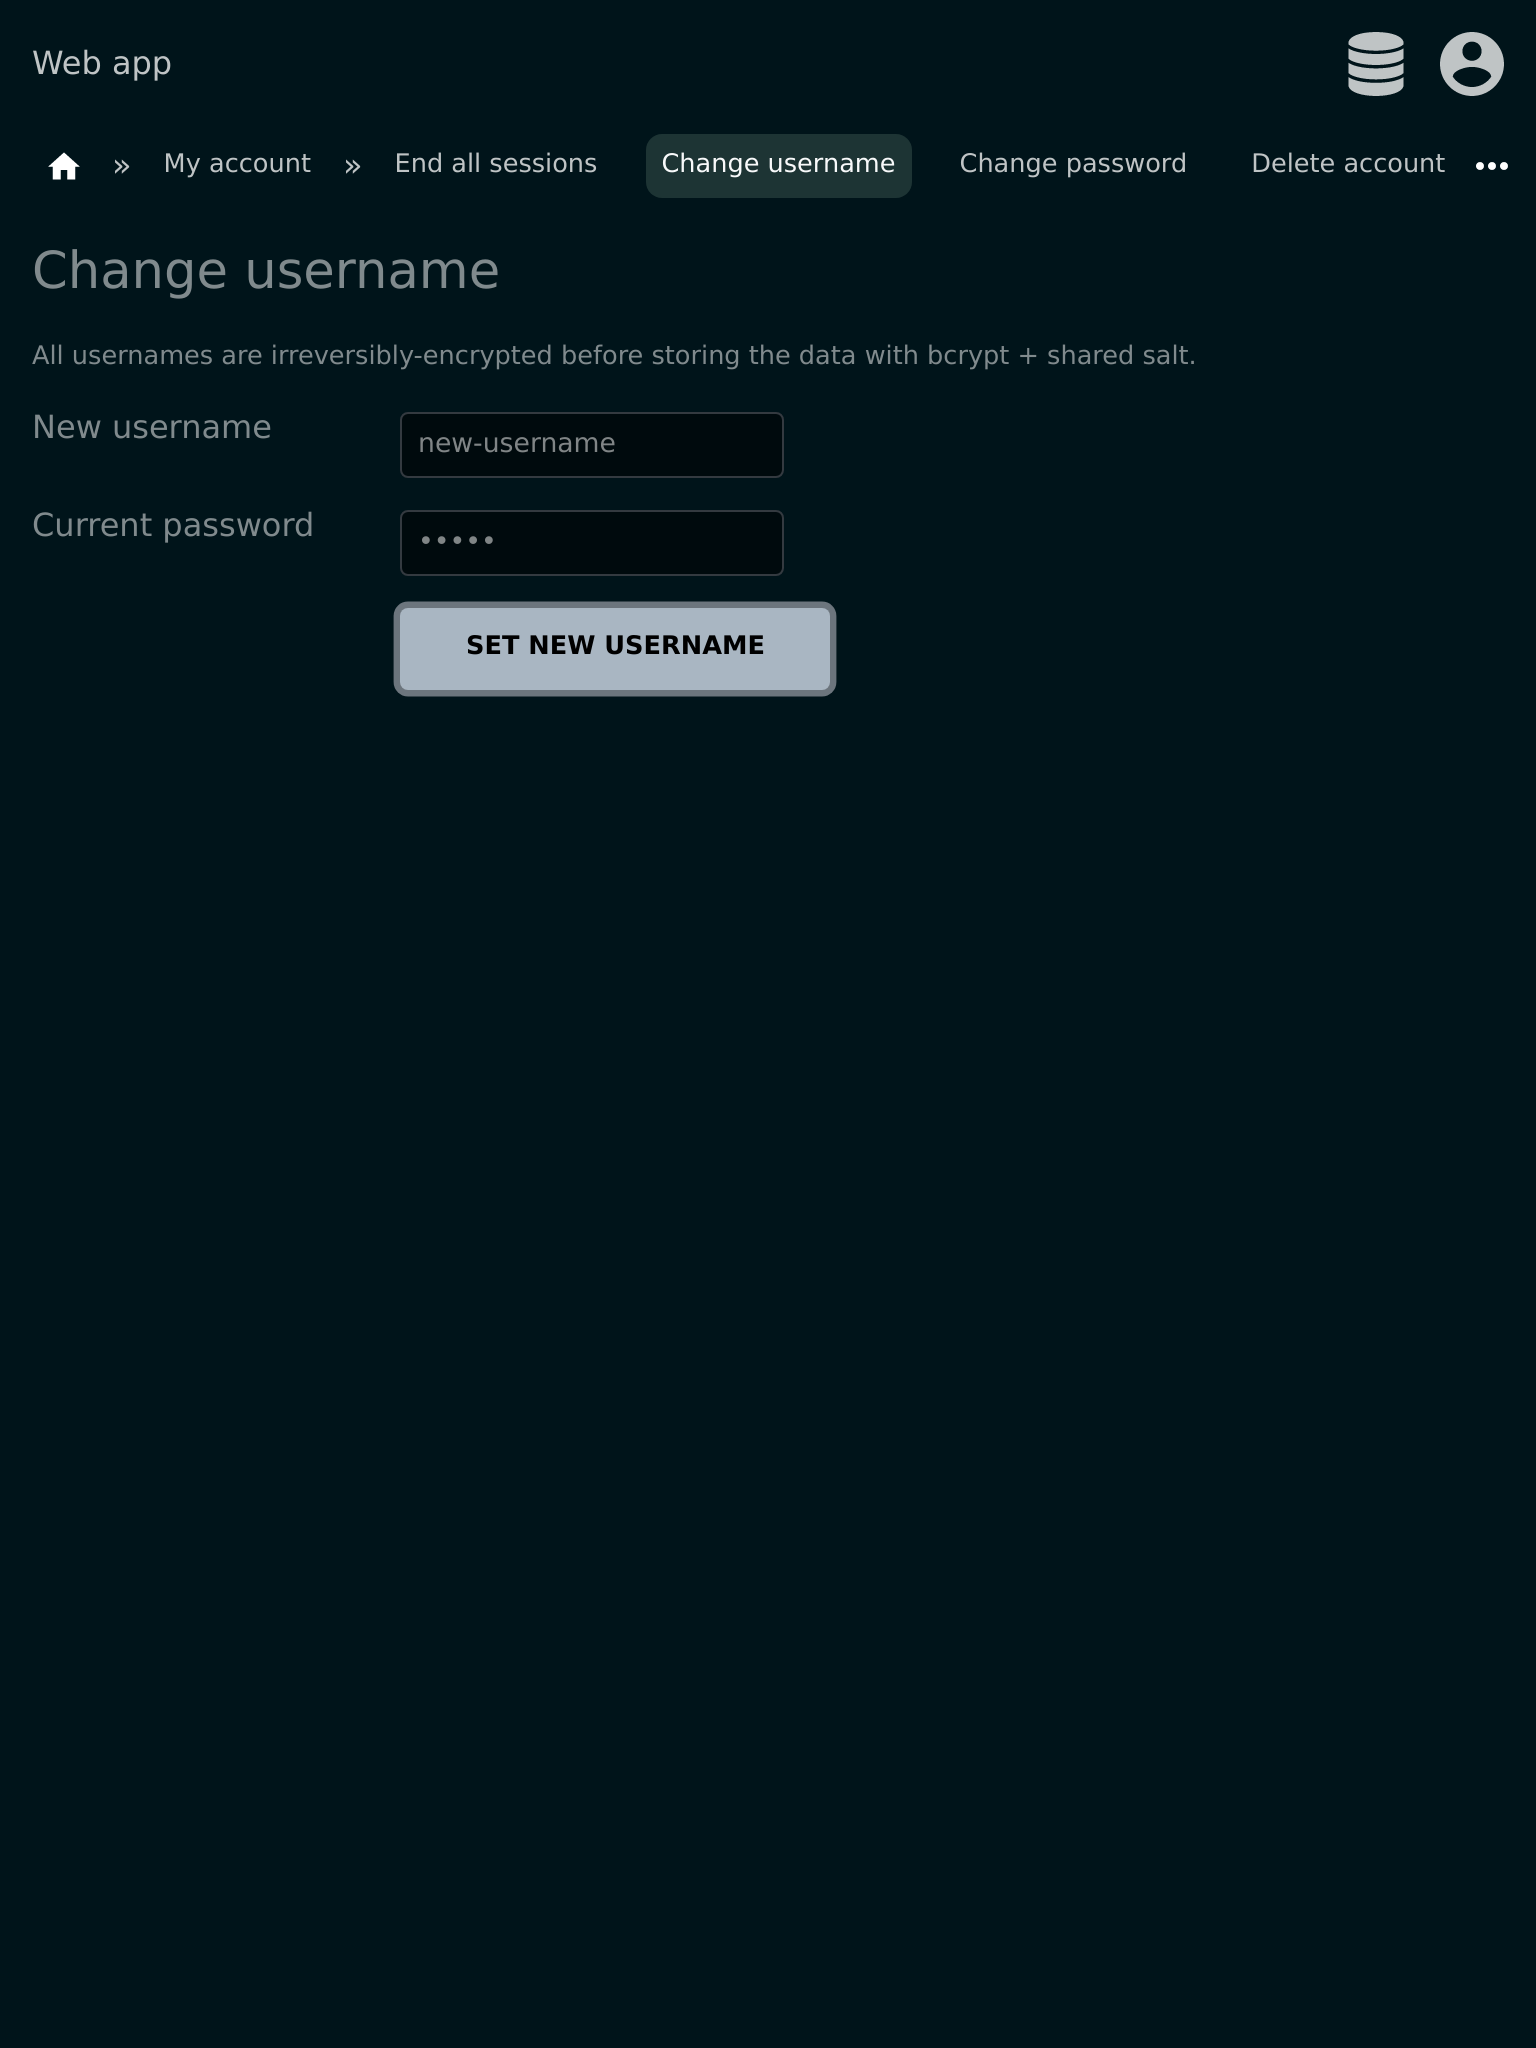 Web app
» My account » End all sessions Change username Change password Delete account •••
Change username
All usernames are irreversibly-encrypted before storing the data with bcrypt + shared salt.
New username new-username
Current password •••••
SET NEW USERNAME